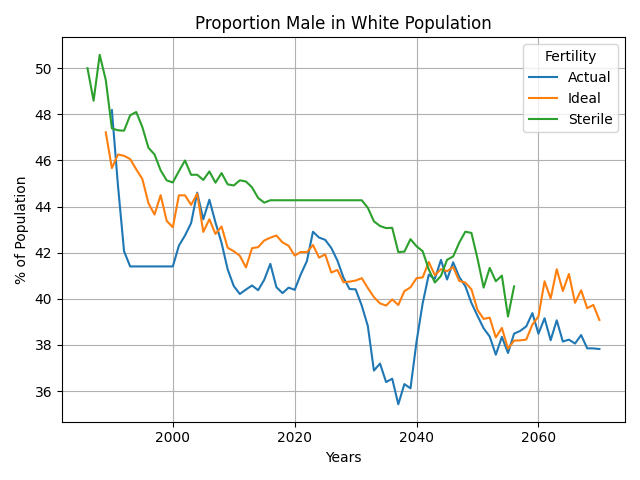 Proportion Male in White Population
Fertility
Actual
Ideal
Sterile
% of Population
50
48
46
44
42
40
38
36
2000
2020
2040
2060
Years